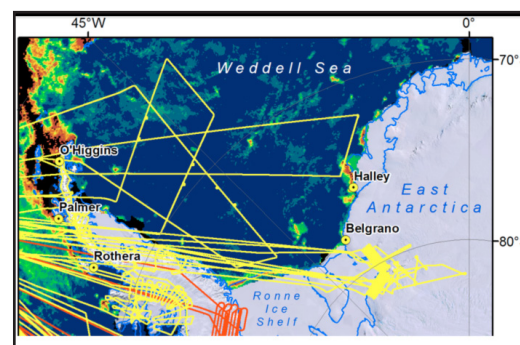 45°W
0°
Weddell Sea
70°
O'Higgins
Halley
Palmer
East
Antarctica
Belgrano
80°
Rothera
Ronne
Ice
Shelf